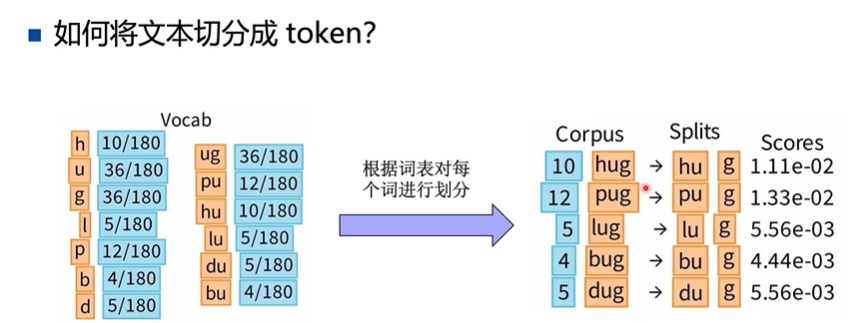 如何将文本切分成 token?
Vocab
h 10/180
u 36/180
g 36/180
l 5/180
p 12/180
b 4/180
d 5/180
ug 36/180
pu 12/180
hu 10/180
lu 5/180
du 5/180
bu 4/180
根据词表对每
个词进行划分
Corpus Splits Scores
10 hug → hu g 1.11e-02
12 pug → pu g 1.33e-02
5 lug → lu g 5.56e-03
4 bug → bu g 4.44e-03
5 dug → du g 5.56e-03